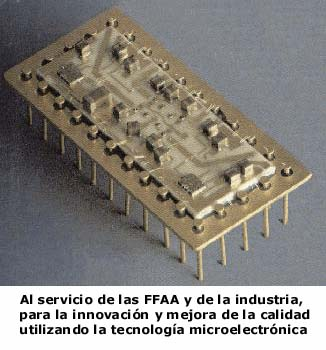 Al servicio de las FFAA y de la industria,
para la innovación y mejora de la calidad
utilizando la tecnología microelectrónica